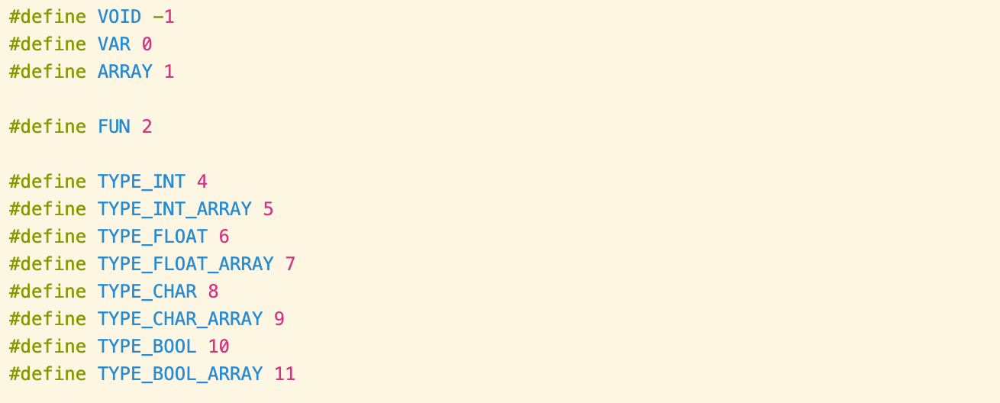 #define VOID -1
#define VAR 0
#define ARRAY 1
#define FUN 2
#define TYPE_INT 4
#define TYPE_INT_ARRAY 5
#define TYPE_FLOAT 6
#define TYPE_FLOAT_ARRAY 7
#define TYPE_CHAR 8
#define TYPE_CHAR_ARRAY 9
#define TYPE_BOOL 10
#define TYPE_BOOL_ARRAY 11